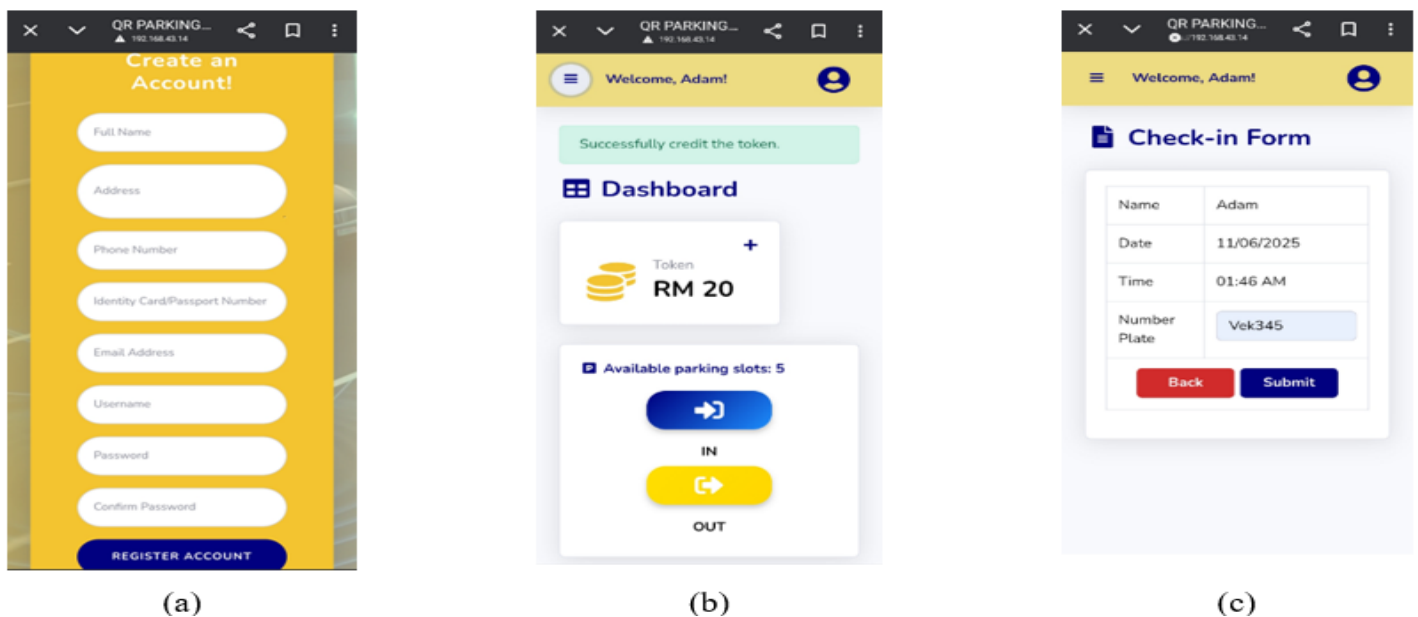 QR PARKING...
192.168.43.14
Create an
Account!
Full Name
Address
Phone Number
Identity Card/Passport Number
Email Address
Username
Password
Confirm Password
REGISTER ACCOUNT
(a)
QR PARKING...
192.168.43.14
Welcome, Adam!
Successfully credit the token.
Dashboard
Token
RM 20
Available parking slots: 5
IN
OUT
(b)
QR PARKING...
192.168.43.14
Welcome, Adam!
Check-in Form
Name Adam
Date 11/06/2025
Time 01:46 AM
Number
Plate
Vek345
Back Submit
(c)